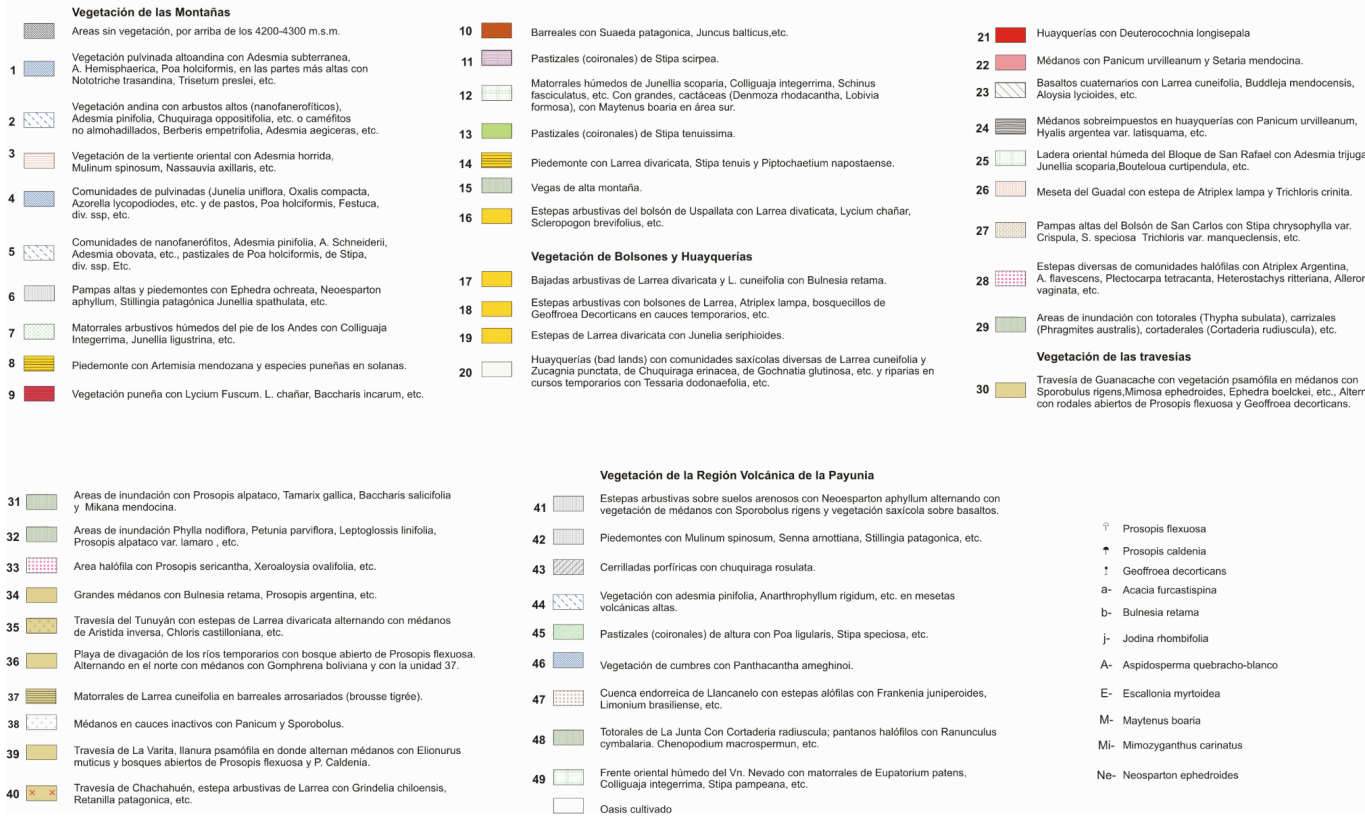 Vegetación de las Montañas
Areas sin vegetación, por arriba de los 4200-4300 m.s.m.
1
Vegetación pulvinada altoandina con Adesmia subterranea,
A. Hemisphaerica, Poa holciformis, en las partes más altas con
Nototriche trasandina, Trisetum preslei, etc.
2
Vegetación andina con arbustos altos (nanofanerofíticos),
Adesmia pinifolia, Chuquiraga oppositifolia, etc. o caméfitos
no almohadillados, Berberis empetrifolia, Adesmia aegiceras, etc.
3
Vegetación de la vertiente oriental con Adesmia horrida,
Mulinum spinosum, Nassauvia axillaris, etc.
4
Comunidades de pulvinadas (Junelia uniflora, Oxalis compacta,
Azorella lycopodiodes, etc. y de pastos, Poa holciformis, Festuca,
div. ssp, etc.
5
Comunidades de nanofanerófitos, Adesmia pinifolia, A. Schneiderii,
Adesmia obovata, etc., pastizales de Poa holciformis, de Stipa,
div. ssp. Etc.
6
Pampas altas y piedemontes con Ephedra ochreata, Neoesparton
aphyllum, Stillingia patagónica Junellia spathulata, etc.
7
Matorrales arbustivos húmedos del pie de los Andes con Colliguaja
Integerrima, Junellia ligustrina, etc.
8
Piedemonte con Artemisia mendozana y especies puneñas en solanas.
9
Vegetación puneña con Lycium Fuscum. L. chañar, Baccharis incarum, etc.
10
Barreales con Suaeda patagonica, Juncus balticus,etc.
11
Pastizales (coironales) de Stipa scirpea.
12
Matorrales húmedos de Junellia scoparia, Colliguaja integerrima, Schinus
fasciculatus, etc. Con grandes, cactáceas (Denmoza rhodacantha, Lobivia
formosa), con Maytenus boaria en área sur.
13
Pastizales (coironales) de Stipa tenuissima.
14
Piedemonte con Larrea divaricata, Stipa tenuis y Piptochaetium napostaense.
15
Vegas de alta montaña.
16
Estepas arbustivas del bolsón de Uspallata con Larrea divaticata, Lycium chañar,
Scleropogon brevifolius, etc.
Vegetación de Bolsones y Huayquerías
17
Bajadas arbustivas de Larrea divaricata y L. cuneifolia con Bulnesia retama.
18
Estepas arbustivas con bolsones de Larrea, Atriplex lampa, bosquecillos de
Geoffroea Decorticans en cauces temporarios, etc.
19
Estepas de Larrea divaricata con Junelia seriphioides.
20
Huayquerías (bad lands) con comunidades saxícolas diversas de Larrea cuneifolia y
Zucagnia punctata, de Chuquiraga erinacea, de Gochnatia glutinosa, etc. y riparias en
cursos temporarios con Tessaria dodonaefolia, etc.
21
Huayquerías con Deuterocochnia longisepala
22
Médanos con Panicum urvilleanum y Setaria mendocina.
23
Basaltos cuaternarios con Larrea cuneifolia, Buddleja mendocensis,
Aloysia lycioides, etc.
24
Médanos sobreimpuestos en huayquerías con Panicum urvilleanum,
Hyalis argentea var. latisquama, etc.
25
Ladera oriental húmeda del Bloque de San Rafael con Adesmia trijuga
Junellia scoparia,Bouteloua curtipendula, etc.
26
Meseta del Guadal con estepa de Atriplex lampa y Trichloris crinita.
27
Pampas altas del Bolsón de San Carlos con Stipa chrysophylla var.
Crispula, S. speciosa Trichloris var. manqueclensis, etc.
28
Estepas diversas de comunidades halófilas con Atriplex Argentina,
A. flavescens, Plectocarpa tetracanta, Heterostachys ritteriana, Alleror
vaginata, etc.
29
Areas de inundación con totorales (Thypha subulata), carrizales
(Phragmites australis), cortaderales (Cortaderia rudiuscula), etc.
Vegetación de las travesías
30
Travesía de Guanacache con vegetación psamófila en médanos con
Sporobulus rigens,Mimosa ephedroides, Ephedra boelckei, etc., Altern
con rodales abiertos de Prosopis flexuosa y Geoffroea decorticans.
31
Areas de inundación con Prosopis alpataco, Tamarix gallica, Baccharis salicifolia
y Mikana mendocina.
32
Areas de inundación Phylla nodiflora, Petunia parviflora, Leptoglossis linifolia,
Prosopis alpataco var. lamaro , etc.
33
Area halófila con Prosopis sericantha, Xeroaloysia ovalifolia, etc.
34
Grandes médanos con Bulnesia retama, Prosopis argentina, etc.
35
Travesía del Tunuyán con estepas de Larrea divaricata alternando con médanos
de Aristida inversa, Chloris castilloniana, etc.
36
Playa de divagación de los ríos temporarios con bosque abierto de Prosopis flexuosa.
Alternando en el norte con médanos con Gomphrena boliviana y con la unidad 37.
37
Matorrales de Larrea cuneifolia en barreales arrosariados (brousse tigrée).
38
Médanos en cauces inactivos con Panicum y Sporobolus.
39
Travesía de La Varita, llanura psamófila en donde alternan médanos con Elionurus
muticus y bosques abiertos de Prosopis flexuosa y P. Caldenia.
40
Travesía de Chachahuén, estepa arbustivas de Larrea con Grindelia chiloensis,
Retanilla patagonica, etc.
Vegetación de la Región Volcánica de la Payunia
41
Estepas arbustivas sobre suelos arenosos con Neoesparton aphyllum alternando con
vegetación de médanos con Sporobolus rigens y vegetación saxícola sobre basaltos.
42
Piedemontes con Mulinum spinosum, Senna arnottiana, Stillingia patagonica, etc.
43
Cerrilladas porfíricas con chuquiraga rosulata.
44
Vegetación con adesmia pinifolia, Anarthrophyllum rigidum, etc. en mesetas
volcánicas altas.
45
Pastizales (coironales) de altura con Poa ligularis, Stipa speciosa, etc.
46
Vegetación de cumbres con Panthacantha ameghinoi.
47
Cuenca endorreica de Llancanelo con estepas alófilas con Frankenia juniperoides,
Limonium brasiliense, etc.
48
Totorales de La Junta Con Cortaderia radiuscula; pantanos halófilos con Ranunculus
cymbalaria. Chenopodium macrospermun, etc.
49
Frente oriental húmedo del Vn. Nevado con matorrales de Eupatorium patens,
Colliguaja integerrima, Stipa pampeana, etc.
Oasis cultivado
Prosopis flexuosa
Prosopis caldenia
Geoffroea decorticans
a- Acacia furcastispina
b- Bulnesia retama
j- Jodina rhombifolia
A- Aspidosperma quebracho-blanco
E- Escallonia myrtoidea
M- Maytenus boaria
Mi- Mimozyganthus carinatus
Ne- Neosparton ephedroides